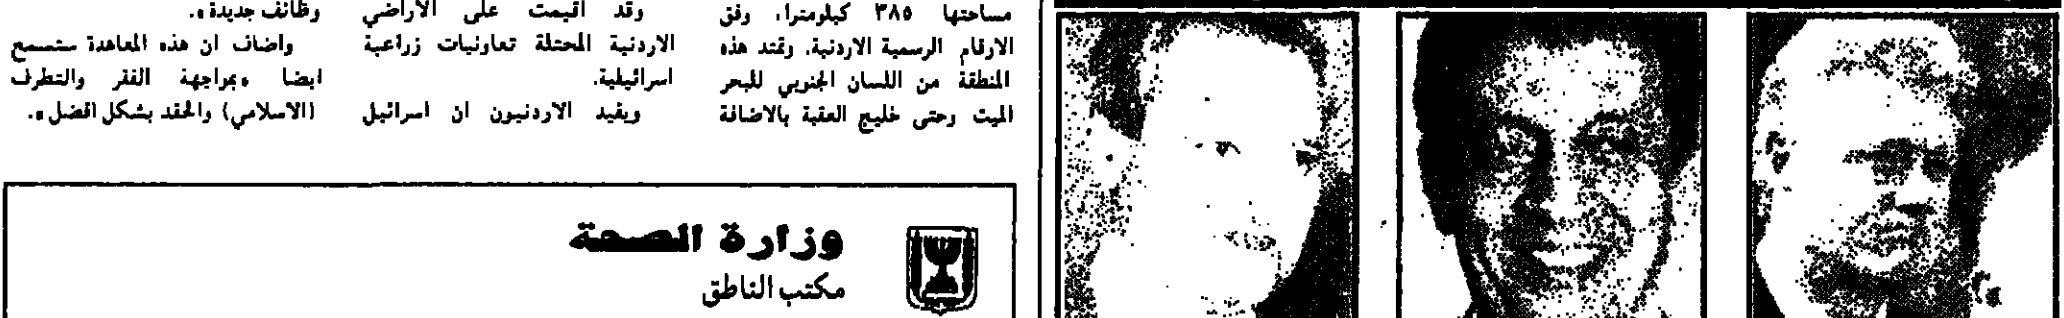 مساحتها ٣٨٥ كيلومترا، وفق
الارقام الرسمية الاردنية. وتمتد هذه
المنطقة من اللسان الجنوبي للبحر
الميت وحتى خليج العقبة بالاضافة
وقد اقيمت على الاراضي
الاردنية المحتلة تعاونيات زراعية
اسرائيلية.
ويفيد الاردنيون ان اسرائيل
وظائف جديدة».
واضاف ان هذه المعاهدة ستسمح
ايضا «بمواجهة الفقر والتطرف
(الاسلامي) والحقد بشكل افضل».
وزارة الصحة
مكتب الناطق